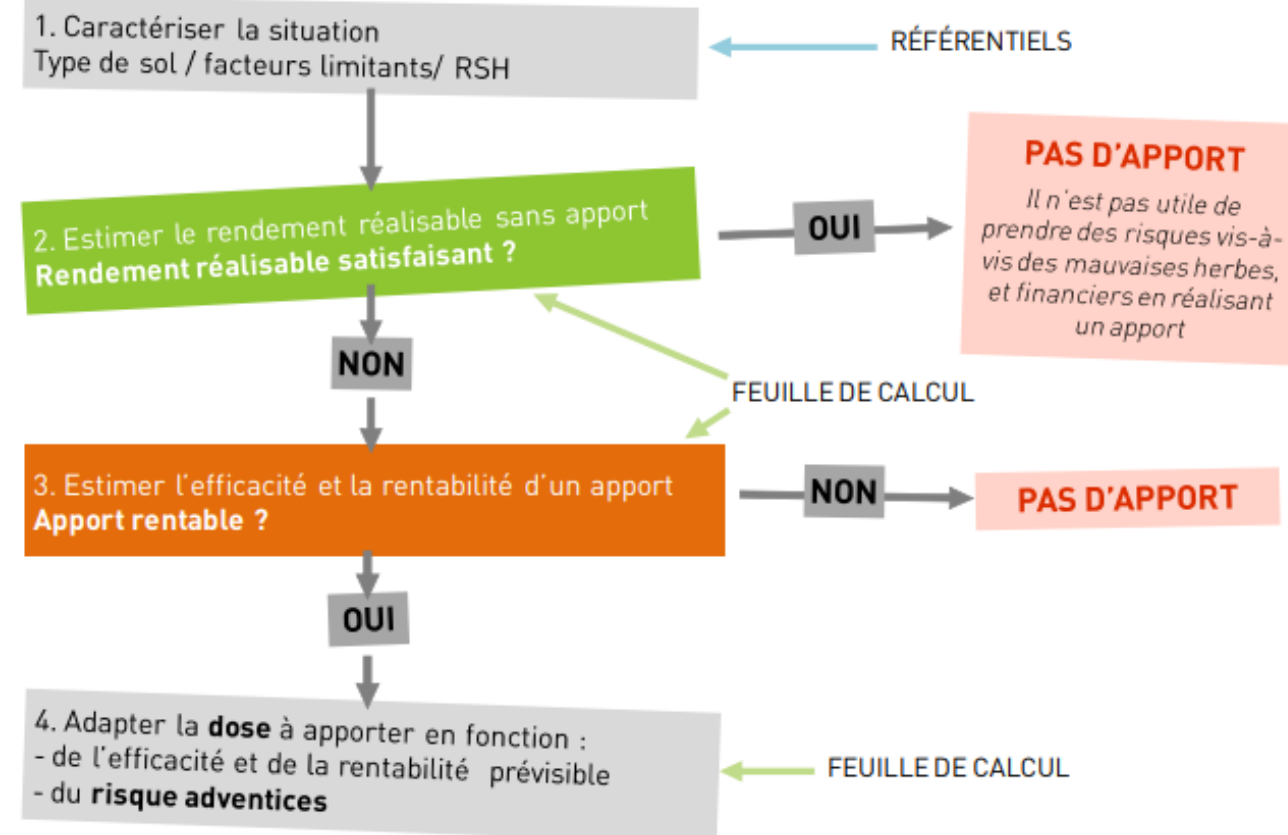 1. Caractériser la situation
Type de sol / facteurs limitants/ RSH
RÉFÉRENTIELS
2. Estimer le rendement réalisable sans apport
Rendement réalisable satisfaisant ?
OUI
PAS D'APPORT
Il n'est pas utile de
prendre des risques vis-à-
vis des mauvaises herbes,
et financiers en réalisant
un apport
NON
FEUILLE DE CALCUL
3. Estimer l'efficacité et la rentabilité d'un apport
Apport rentable ?
NON
PAS D'APPORT
OUI
4. Adapter la dose à apporter en fonction :
- de l'efficacité et de la rentabilité prévisible
- du risque adventices
FEUILLE DE CALCUL